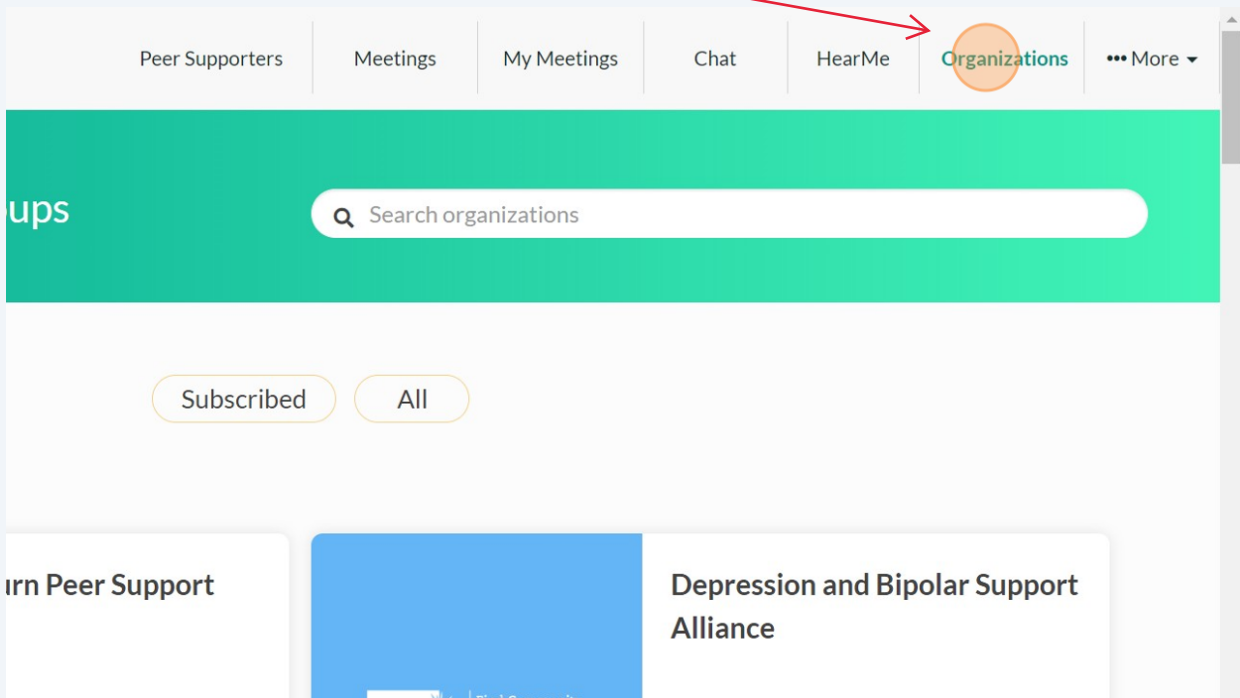 Peer Supporters Meetings My Meetings Chat HearMe Organizations ••• More
ups
Search organizations
Subscribed All
Peer Support
Depression and Bipolar Support
Alliance